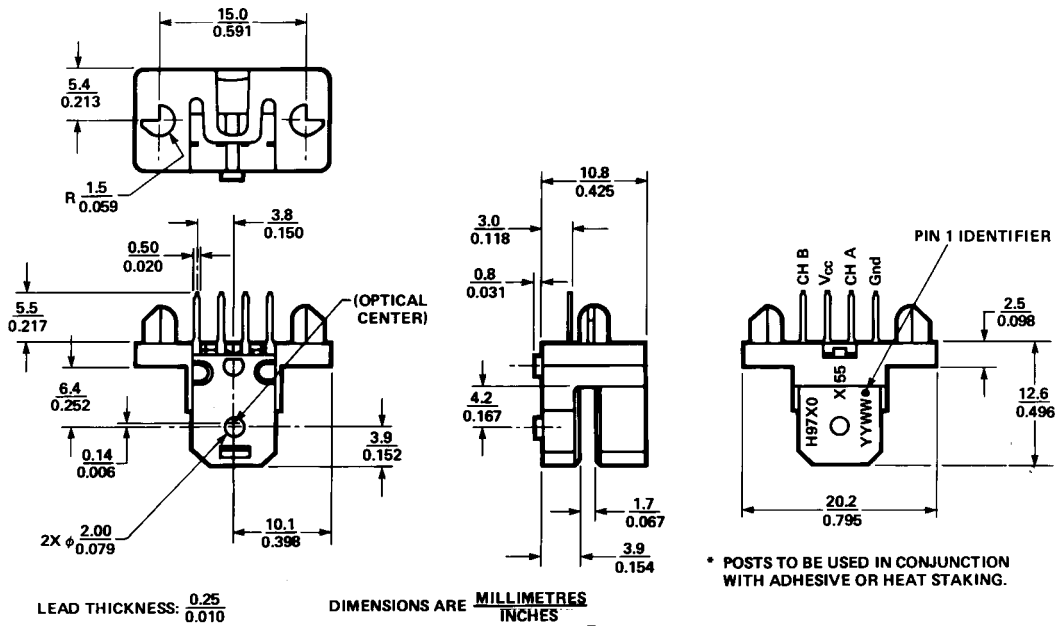 15.0
0.591
5.4
0.213
R 1.5
0.059
3.8
0.150
0.50
0.020
5.5
0.217
(OPTICAL
CENTER)
6.4
0.252
0.14
0.006
3.9
0.152
2X ϕ 2.00
0.079
10.1
0.398
10.8
0.425
3.0
0.118
0.8
0.031
4.2
0.167
1.7
0.067
3.9
0.154
PIN 1 IDENTIFIER
CH B
Vcc
CH A
Gnd
2.5
0.098
12.6
0.496
H97X0
X 55
YYWW
20.2
0.795
* POSTS TO BE USED IN CONJUNCTION
WITH ADHESIVE OR HEAT STAKING.
LEAD THICKNESS: 0.25
0.010
DIMENSIONS ARE MILLIMETRES
INCHES